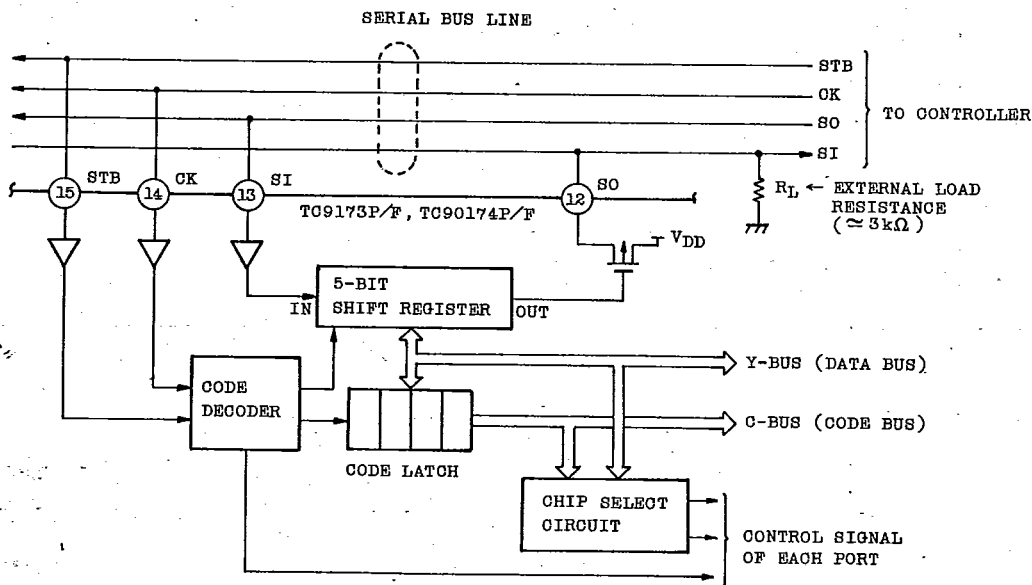 SERIAL BUS LINE
STB
CK
SO
SI
TO CONTROLLER
15 STB 14 CK 13 SI 12 SO
TC9173P/F, TC90174P/F
RL ← EXTERNAL LOAD
RESISTANCE
(≃3kΩ)
VDD
5-BIT
SHIFT REGISTER
IN
OUT
Y-BUS (DATA BUS)
CODE
DECODER
C-BUS (CODE BUS)
CODE LATCH
CHIP SELECT
CIRCUIT
CONTROL SIGNAL
OF EACH PORT